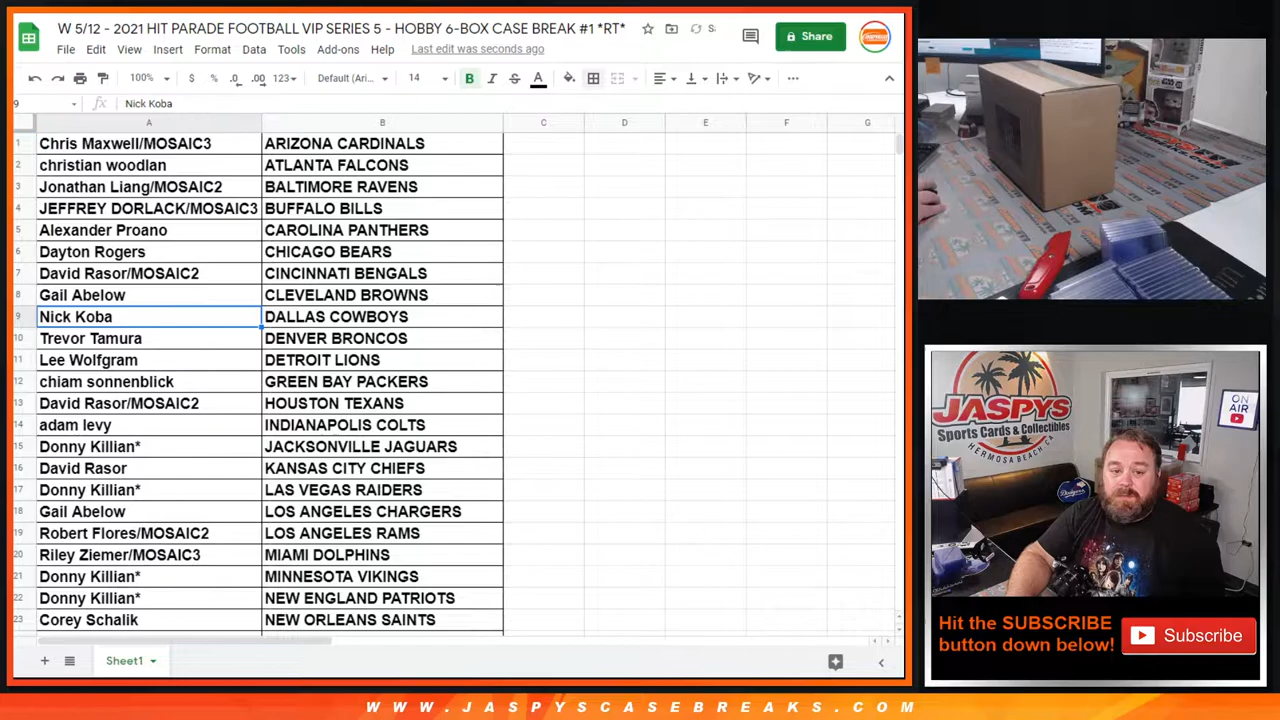 W 5/12 - 2021 HIT PARADE FOOTBALL VIP SERIES 5 - HOBBY 6-BOX CASE BREAK #1 *RT*
Share
File Edit View Insert Format Data Tools Add-ons Help Last edit was seconds ago
100% $ % .0 .00 123 Default (Ari... 14 B I S A
9 fx Nick Koba
A B C D E F G
1 Chris Maxwell/MOSAIC3 ARIZONA CARDINALS
2 christian woodlan ATLANTA FALCONS
3 Jonathan Liang/MOSAIC2 BALTIMORE RAVENS
4 JEFFREY DORLACK/MOSAIC3 BUFFALO BILLS
5 Alexander Proano CAROLINA PANTHERS
6 Dayton Rogers CHICAGO BEARS
7 David Rasor/MOSAIC2 CINCINNATI BENGALS
8 Gail Abelow CLEVELAND BROWNS
9 Nick Koba DALLAS COWBOYS
10 Trevor Tamura DENVER BRONCOS
11 Lee Wolfgram DETROIT LIONS
12 chiam sonnenblick GREEN BAY PACKERS
13 David Rasor/MOSAIC2 HOUSTON TEXANS
14 adam levy INDIANAPOLIS COLTS
15 Donny Killian* JACKSONVILLE JAGUARS
16 David Rasor KANSAS CITY CHIEFS
17 Donny Killian* LAS VEGAS RAIDERS
18 Gail Abelow LOS ANGELES CHARGERS
19 Robert Flores/MOSAIC2 LOS ANGELES RAMS
20 Riley Ziemer/MOSAIC3 MIAMI DOLPHINS
21 Donny Killian* MINNESOTA VIKINGS
22 Donny Killian* NEW ENGLAND PATRIOTS
23 Corey Schalik NEW ORLEANS SAINTS
Sheet1
JASPYS
Sports Cards & Collectibles
HERMOSA BEACH CA
ON AIR
Dodgers
Hit the SUBSCRIBE
button down below!
Subscribe
WWW.JASPYSCASEBREAKS.COM